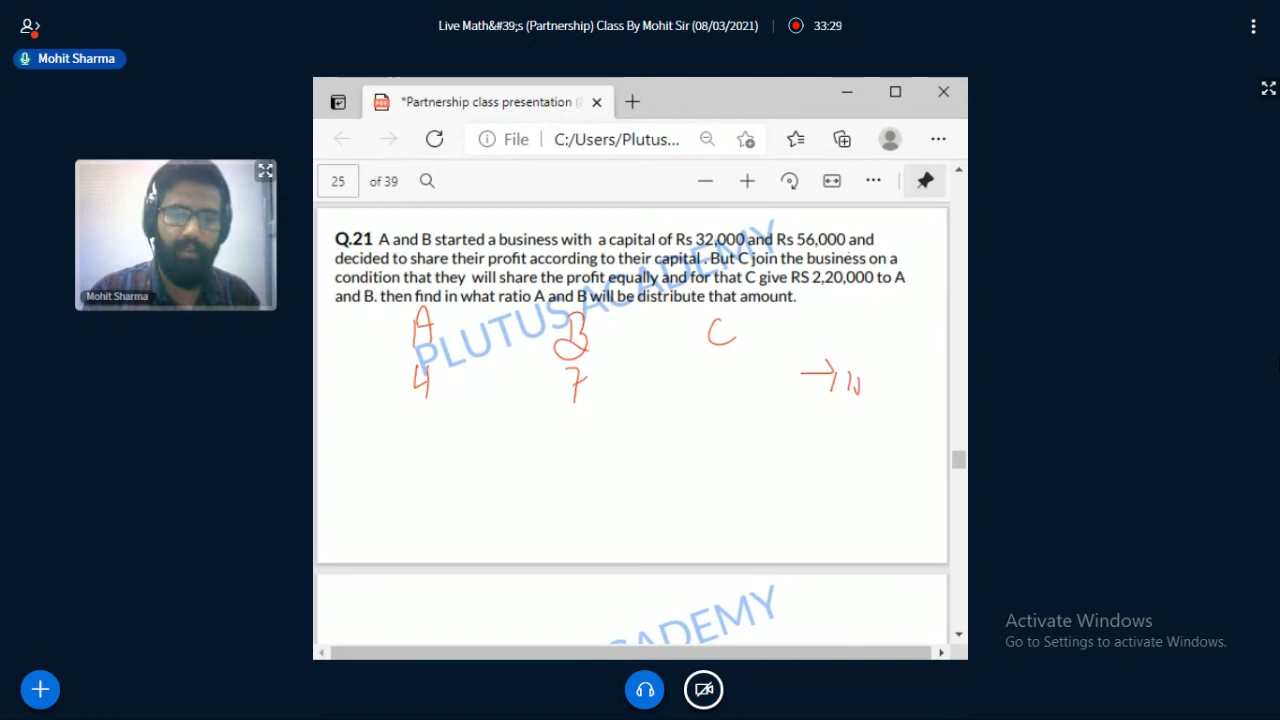 Live Math&#39;s (Partnership) Class By Mohit Sir (08/03/2021) 33:29
Mohit Sharma
*Partnership class presentation (
File C:/Users/Plutus...
25 of 39
Mohit Sharma
Q.21 A and B started a business with a capital of Rs 32,000 and Rs 56,000 and
decided to share their profit according to their capital . But C join the business on a
condition that they will share the profit equally and for that C give RS 2,20,000 to A
and B. then find in what ratio A and B will be distribute that amount.
PLUTUS ACADEMY
A B C
4 7
ADEMY
Activate Windows
Go to Settings to activate Windows.